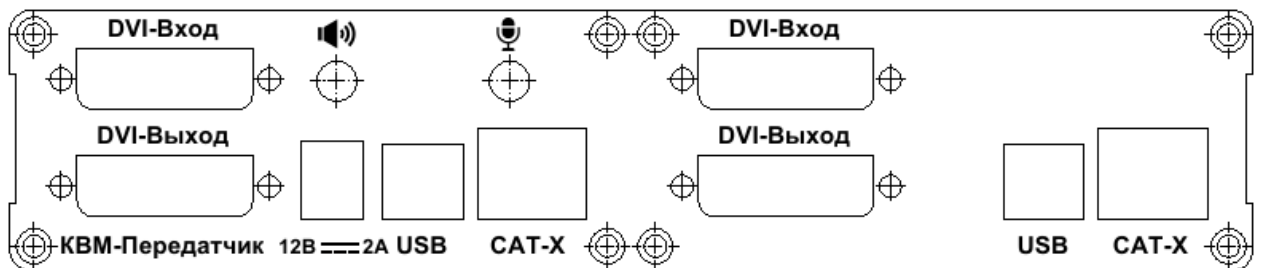 DVI-Вход DVI-Вход
DVI-Выход DVI-Выход
КВМ-Передатчик 12В 2А USB CAT-X USB CAT-X